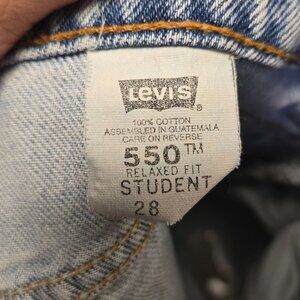 Levi's ®
100% COTTON
ASSEMBLED IN GUATEMALA
CARE ON REVERSE
550™
RELAXED FIT
STUDENT
28